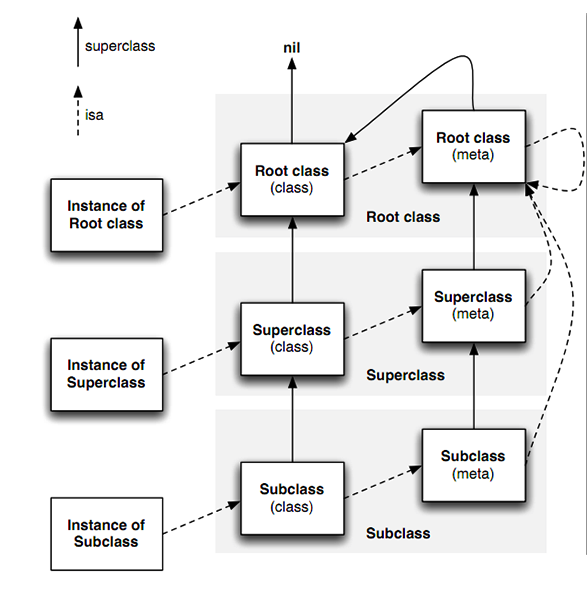 superclass
nil
isa
Root class
(meta)
Root class
(class)
Instance of
Root class
Root class
Superclass
(meta)
Superclass
(class)
Instance of
Superclass
Superclass
Subclass
(meta)
Subclass
(class)
Instance of
Subclass
Subclass